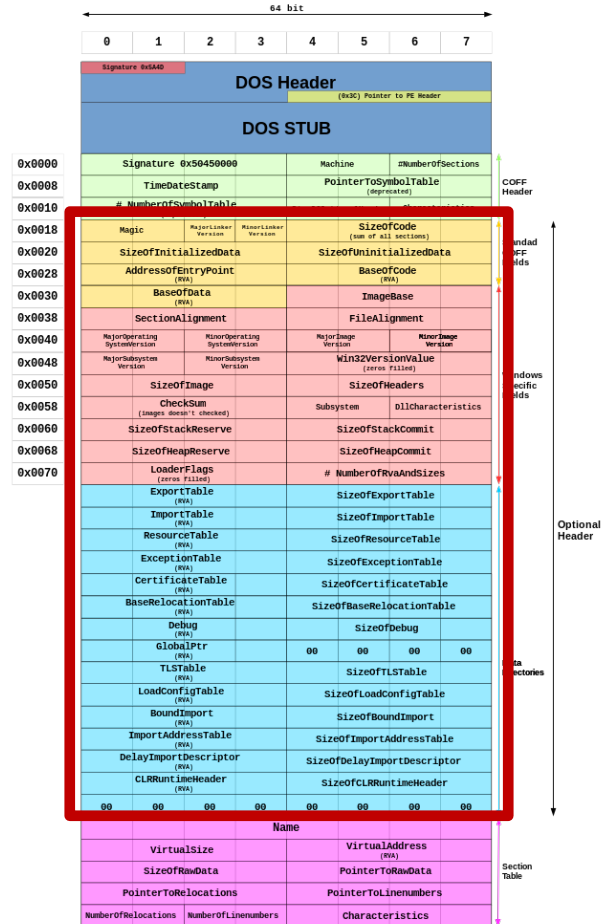 64 bit
0 1 2 3 4 5 6 7
Signature 0x5A4D
DOS Header
(0x3C) Pointer to PE Header
DOS STUB
0x0000 Signature 0x50450000 Machine #NumberOfSections
0x0008 TimeDateStamp PointerToSymbolTable
(deprecated)
COFF
Header
0x0010 # NumberOfSymbolTable
0x0018 Magic MajorLinker
Version MinorLinker
Version SizeOfCode
(sum of all sections)
0x0020 SizeOfInitializedData SizeOfUninitializedData
0x0028 AddressOfEntryPoint
(RVA) BaseOfCode
(RVA)
0x0030 BaseOfData
(RVA) ImageBase
0x0038 SectionAlignment FileAlignment
0x0040 MajorOperating
SystemVersion MinorOperating
SystemVersion MajorImage
Version MinorImage
Version
0x0048 MajorSubsystem
Version MinorSubsystem
Version Win32VersionValue
(zeros filled)
0x0050 SizeOfImage SizeOfHeaders
0x0058 CheckSum
(images doesn't checked) Subsystem DllCharacteristics
0x0060 SizeOfStackReserve SizeOfStackCommit
0x0068 SizeOfHeapReserve SizeOfHeapCommit
0x0070 LoaderFlags
(zeros filled) # NumberOfRvaAndSizes
ExportTable
(RVA) SizeOfExportTable
ImportTable
(RVA) SizeOfImportTable
ResourceTable
(RVA) SizeOfResourceTable
Optional
Header
ExceptionTable
(RVA) SizeOfExceptionTable
CertificateTable
(RVA) SizeOfCertificateTable
BaseRelocationTable
(RVA) SizeOfBaseRelocationTable
Debug
(RVA) SizeOfDebug
GlobalPtr
(RVA) 00 00 00 00
TLSTable
(RVA) SizeOfTLSTable
LoadConfigTable
(RVA) SizeOfLoadConfigTable
BoundImport
(RVA) SizeOfBoundImport
ImportAddressTable
(RVA) SizeOfImportAddressTable
DelayImportDescriptor
(RVA) SizeOfDelayImportDescriptor
CLRRuntimeHeader
(RVA) SizeOfCLRRuntimeHeader
00 00 00 00 00 00 00 00
Name
VirtualSize VirtualAddress
(RVA)
SizeOfRawData PointerToRawData
Section
Table
PointerToRelocations PointerToLinenumbers
NumberOfRelocations NumberOfLinenumbers Characteristics